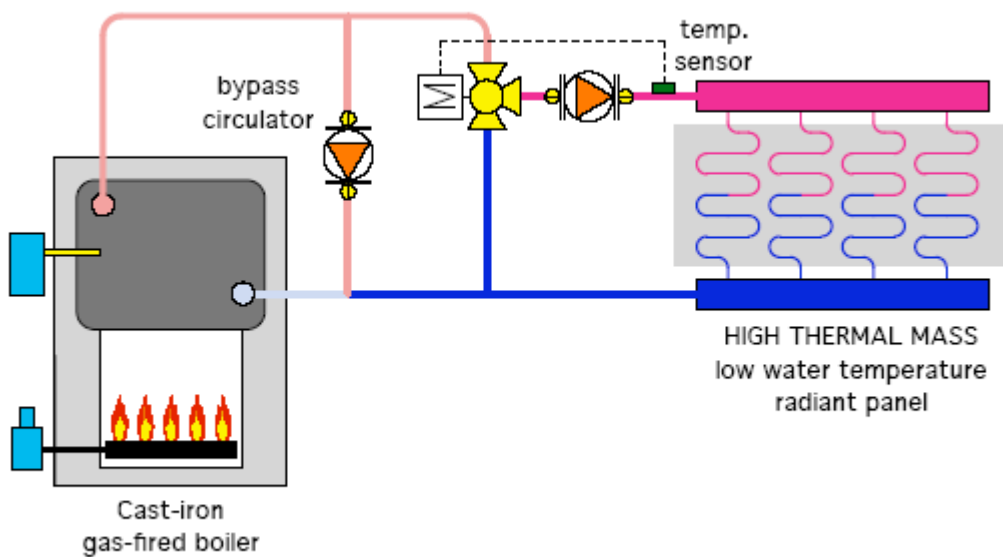 temp.
sensor
bypass
circulator
M
HIGH THERMAL MASS
low water temperature
radiant panel
Cast-iron
gas-fired boiler